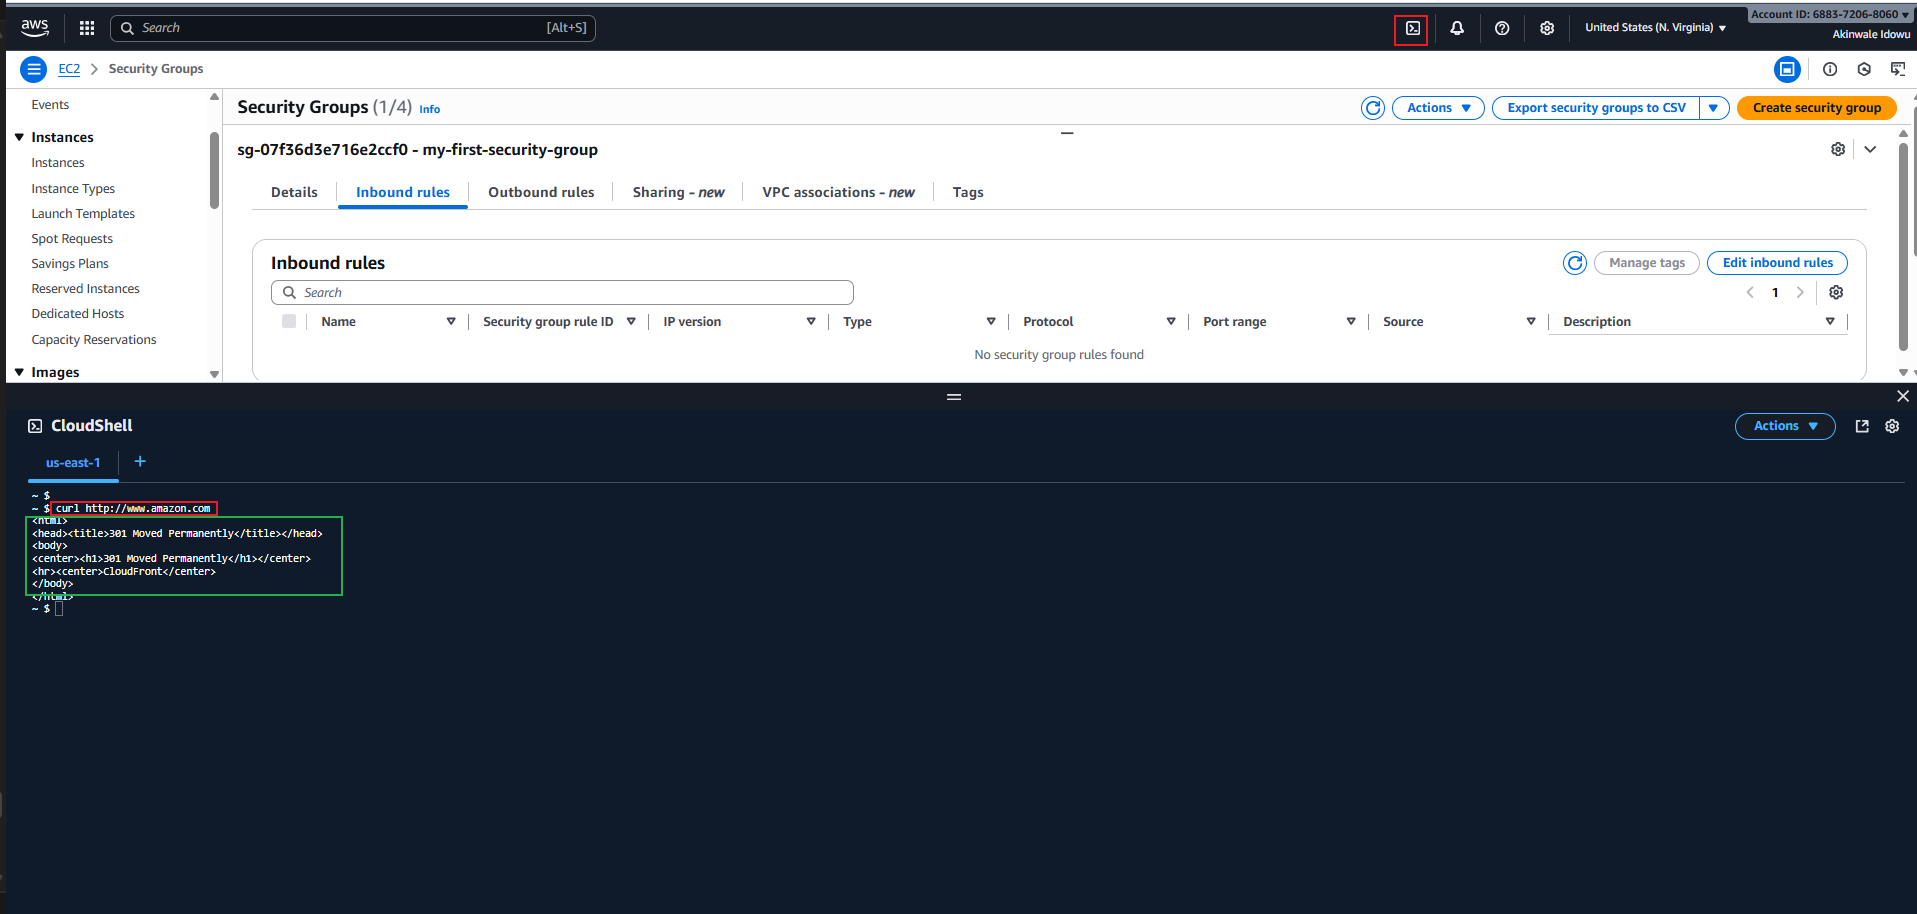 aws
Search [Alt+S]
United States (N. Virginia)
Account ID: 6883-7206-8060
Akinwale Idowu
EC2 > Security Groups
Events
Instances
Instances
Instance Types
Launch Templates
Spot Requests
Savings Plans
Reserved Instances
Dedicated Hosts
Capacity Reservations
Images
Security Groups (1/4) Info
Actions
Export security groups to CSV
Create security group
sg-07f36d3e716e2ccf0 - my-first-security-group
Details
Inbound rules
Outbound rules
Sharing - new
VPC associations - new
Tags
Inbound rules
Manage tags
Edit inbound rules
Search
1
Name
Security group rule ID
IP version
Type
Protocol
Port range
Source
Description
No security group rules found
CloudShell
Actions
us-east-1 +
~ $
~ $ curl http://www.amazon.com
<html>
<head><title>301 Moved Permanently</title></head>
<body>
<center><h1>301 Moved Permanently</h1></center>
<hr><center>CloudFront</center>
</body>
</html>
~ $